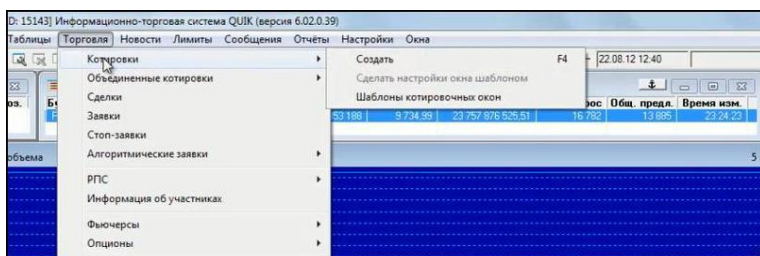 D: 15143] Информационно-торговая система QUIK (версия 6.02.0.39)
Таблицы Торговля Новости Лимиты Сообщения Отчёты Настройки Окна
Котировки
Создать F4
22.08.12 12:40
Объединенные котировки
Сделать настройки окна шаблоном
Сделки
Шаблоны котировочных окон
оз. рос Общ. предл. Время изм.
Заявки
53 188 9 734,99 23 757 876 525,51 16 782 13 885 23:24:23
Стоп-заявки
объема Алгоритмические заявки 5
РПС
Информация об участниках
Фьючерсы
Опционы